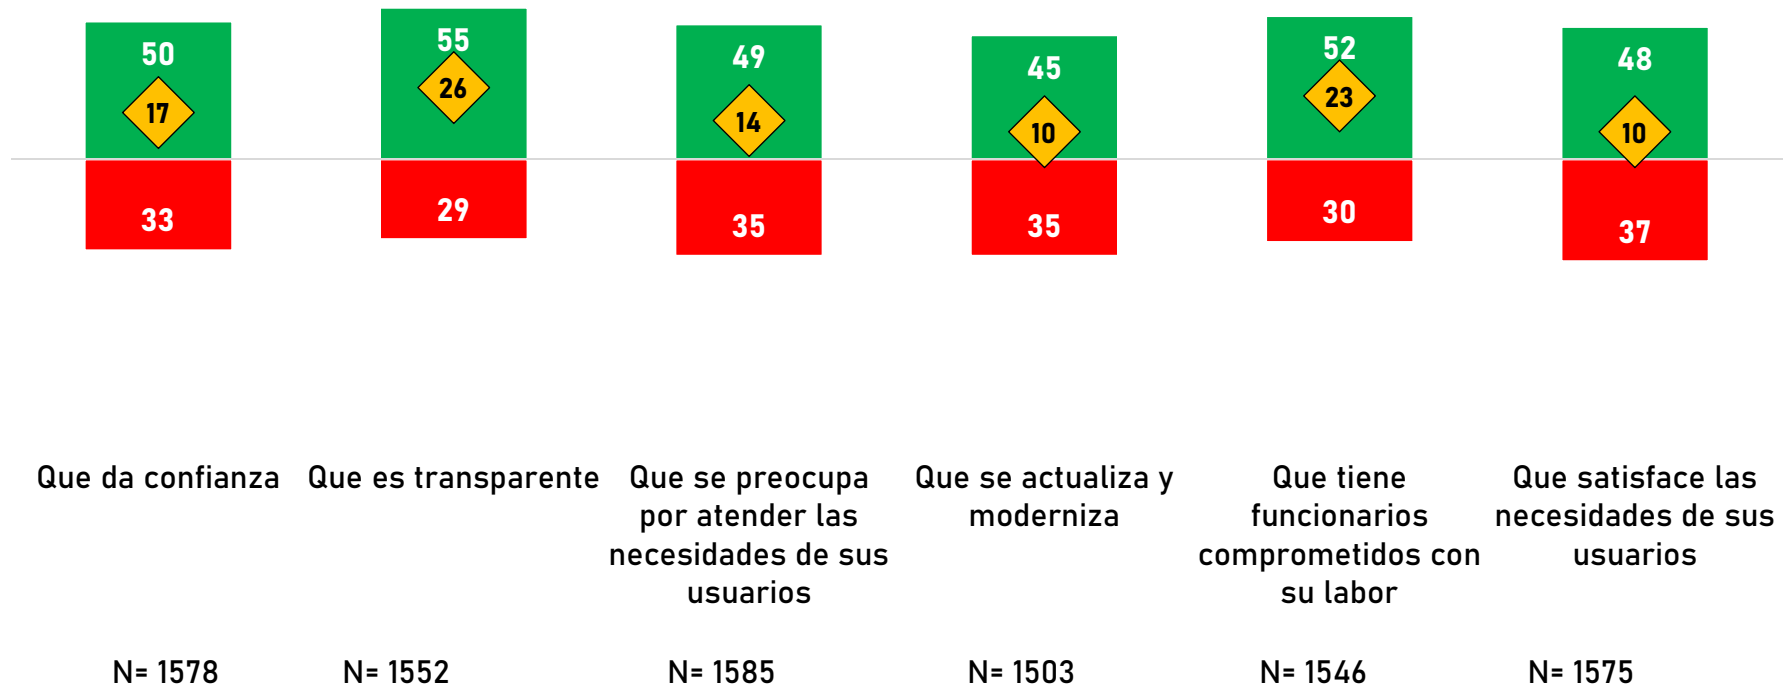 50
55
49
45
52
48
17
26
14
10
23
10
33
29
35
35
30
37
Que da confianza
Que es transparente
Que se preocupa
por atender las
necesidades de sus
usuarios
Que se actualiza y
moderniza
Que tiene
funcionarios
comprometidos con
su labor
Que satisface las
necesidades de sus
usuarios
N= 1578
N= 1552
N= 1585
N= 1503
N= 1546
N= 1575